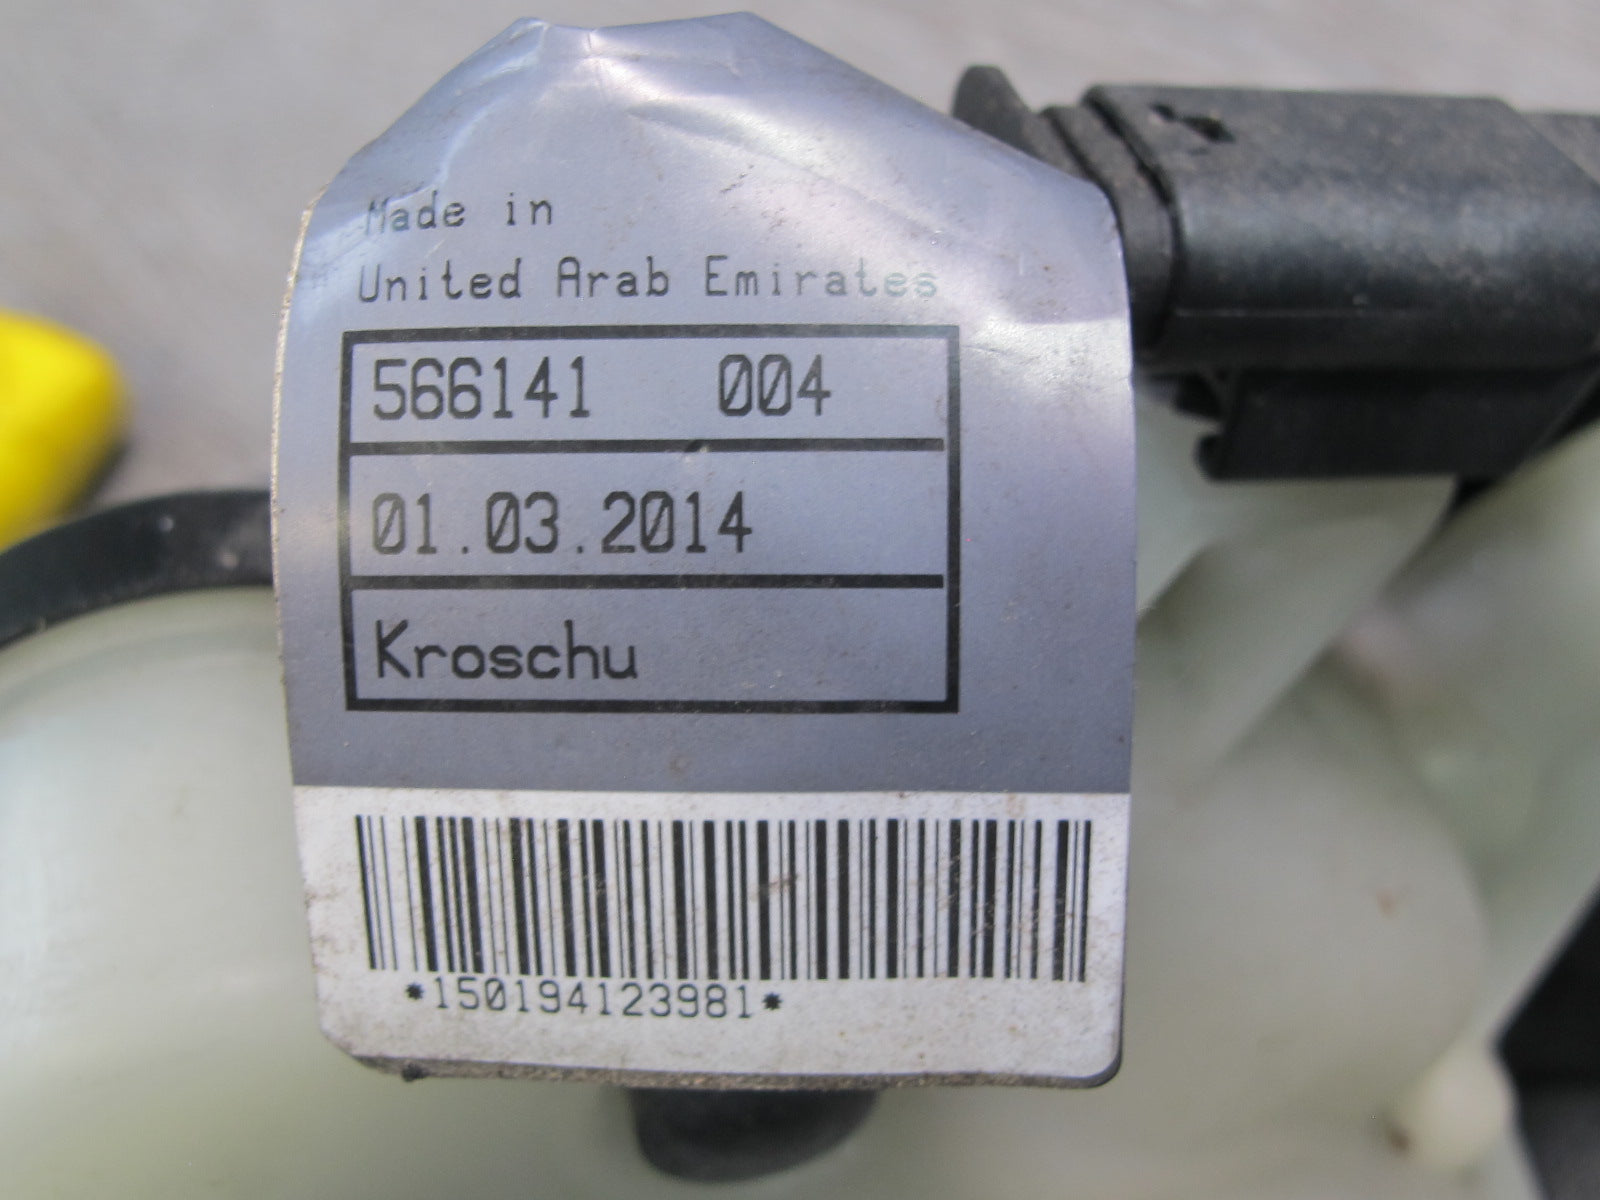 Made in
United Arab Emirates
566141 004
01.03.2014
Kroschu
*150194123981*